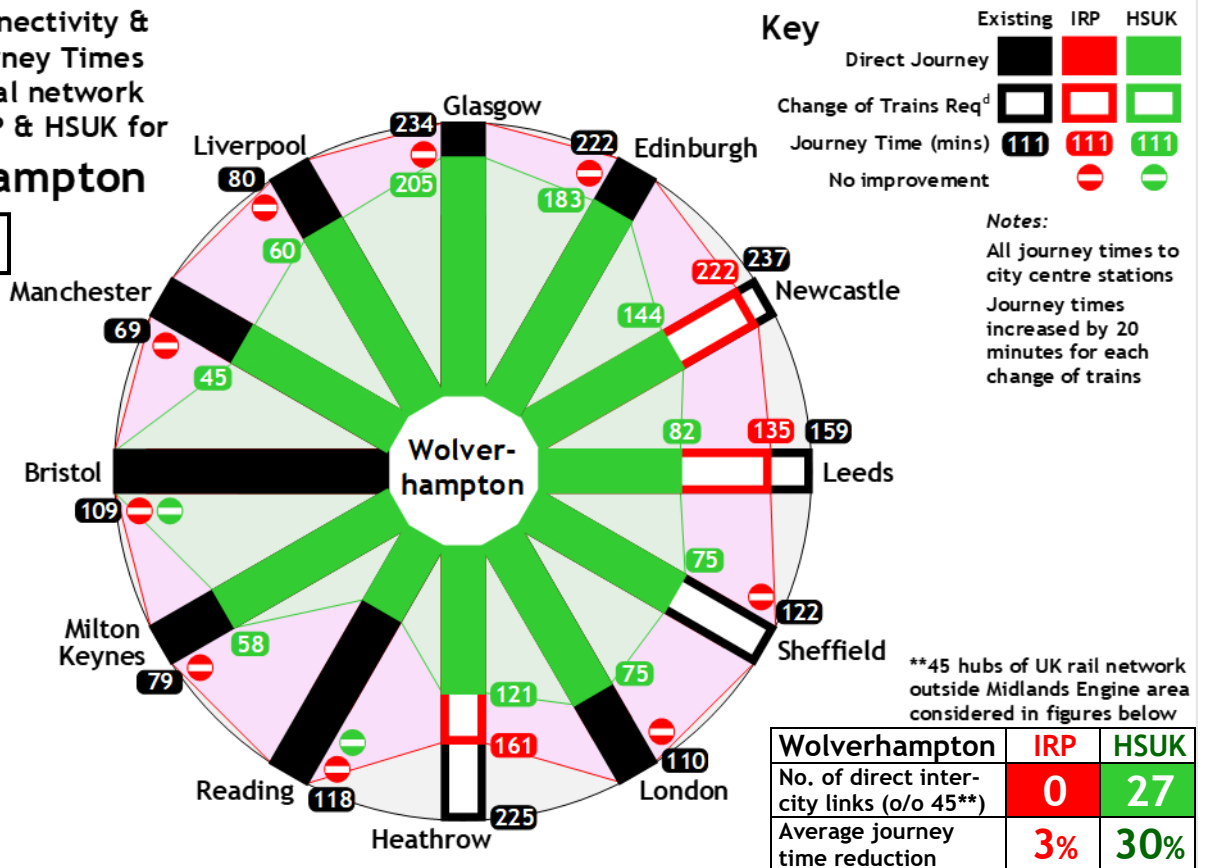 nectivity &
ney Times
al network
P & HSUK for
ampton
Key
Existing IRP HSUK
Direct Journey
Change of Trains Reqd
Journey Time (mins) 111 111 111
No improvement
Notes:
All journey times to
city centre stations
Journey times
increased by 20
minutes for each
change of trains
Glasgow
234
205
Edinburgh
222
183
Newcastle
237
222
144
Leeds
82 135 159
Sheffield
75
122
London
75
110
Heathrow
121
161
225
Reading
118
Milton
Keynes
58
79
Bristol
109
Manchester
69
45
Liverpool
80
60
Wolver-
hampton
**45 hubs of UK rail network
outside Midlands Engine area
considered in figures below
Wolverhampton IRP HSUK
No. of direct inter-
city links (o/o 45**) 0 27
Average journey
time reduction 3% 30%